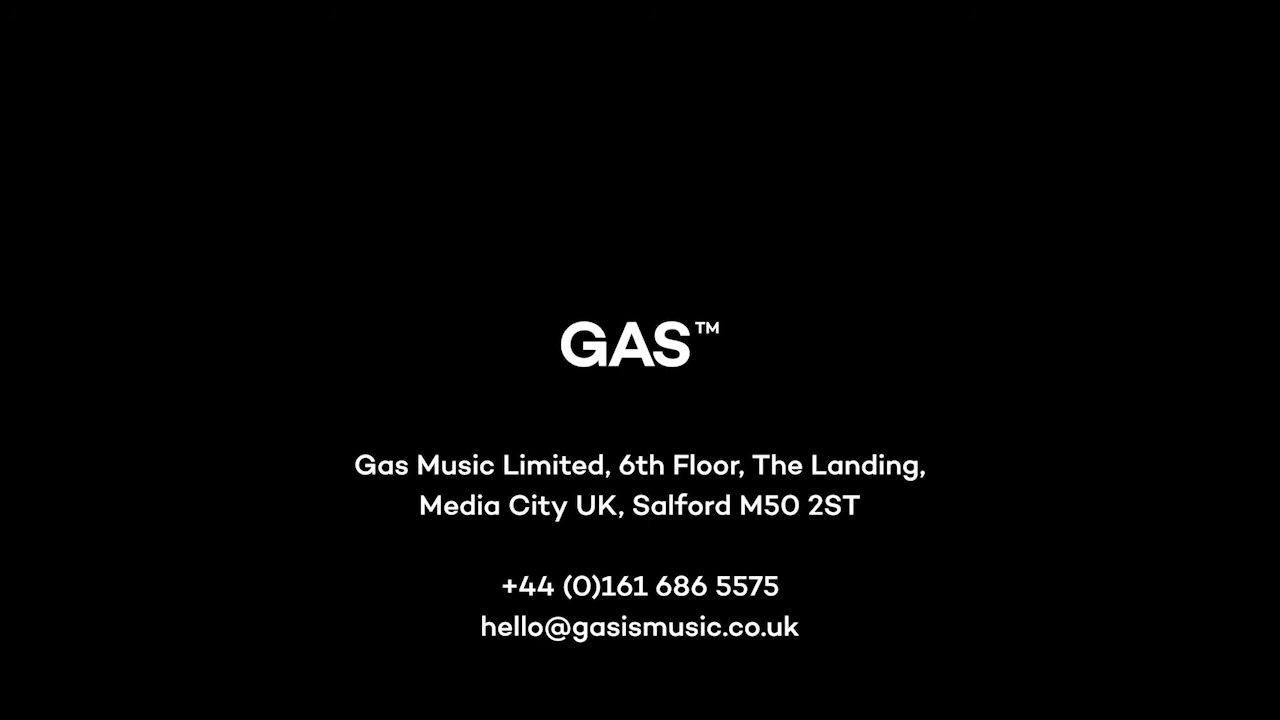 GAS™
Gas Music Limited, 6th Floor, The Landing,
Media City UK, Salford M50 2ST
+44 (0)161 686 5575
hello@gasismusic.co.uk